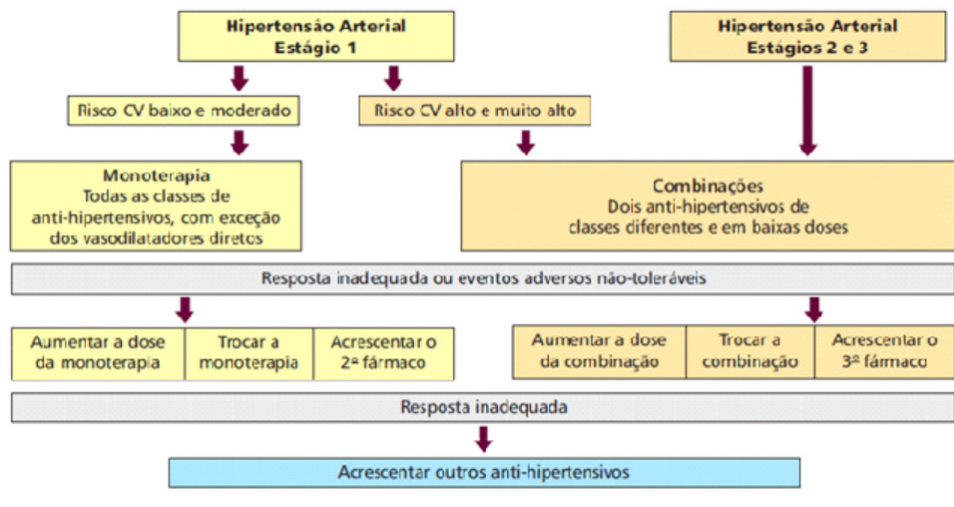 Hipertensão Arterial
Estágio 1
Hipertensão Arterial
Estágios 2 e 3
Risco CV baixo e moderado
Risco CV alto e muito alto
Monoterapia
Todas as classes de
anti-hipertensivos, com exceção
dos vasodilatadores diretos
Combinações
Dois anti-hipertensivos de
classes diferentes e em baixas doses
Resposta inadequada ou eventos adversos não-toleráveis
Aumentar a dose
da monoterapia
Trocar a
monoterapia
Acrescentar o
2º fármaco
Aumentar a dose
da combinação
Trocar a
combinação
Acrescentar o
3º fármaco
Resposta inadequada
Acrescentar outros anti-hipertensivos